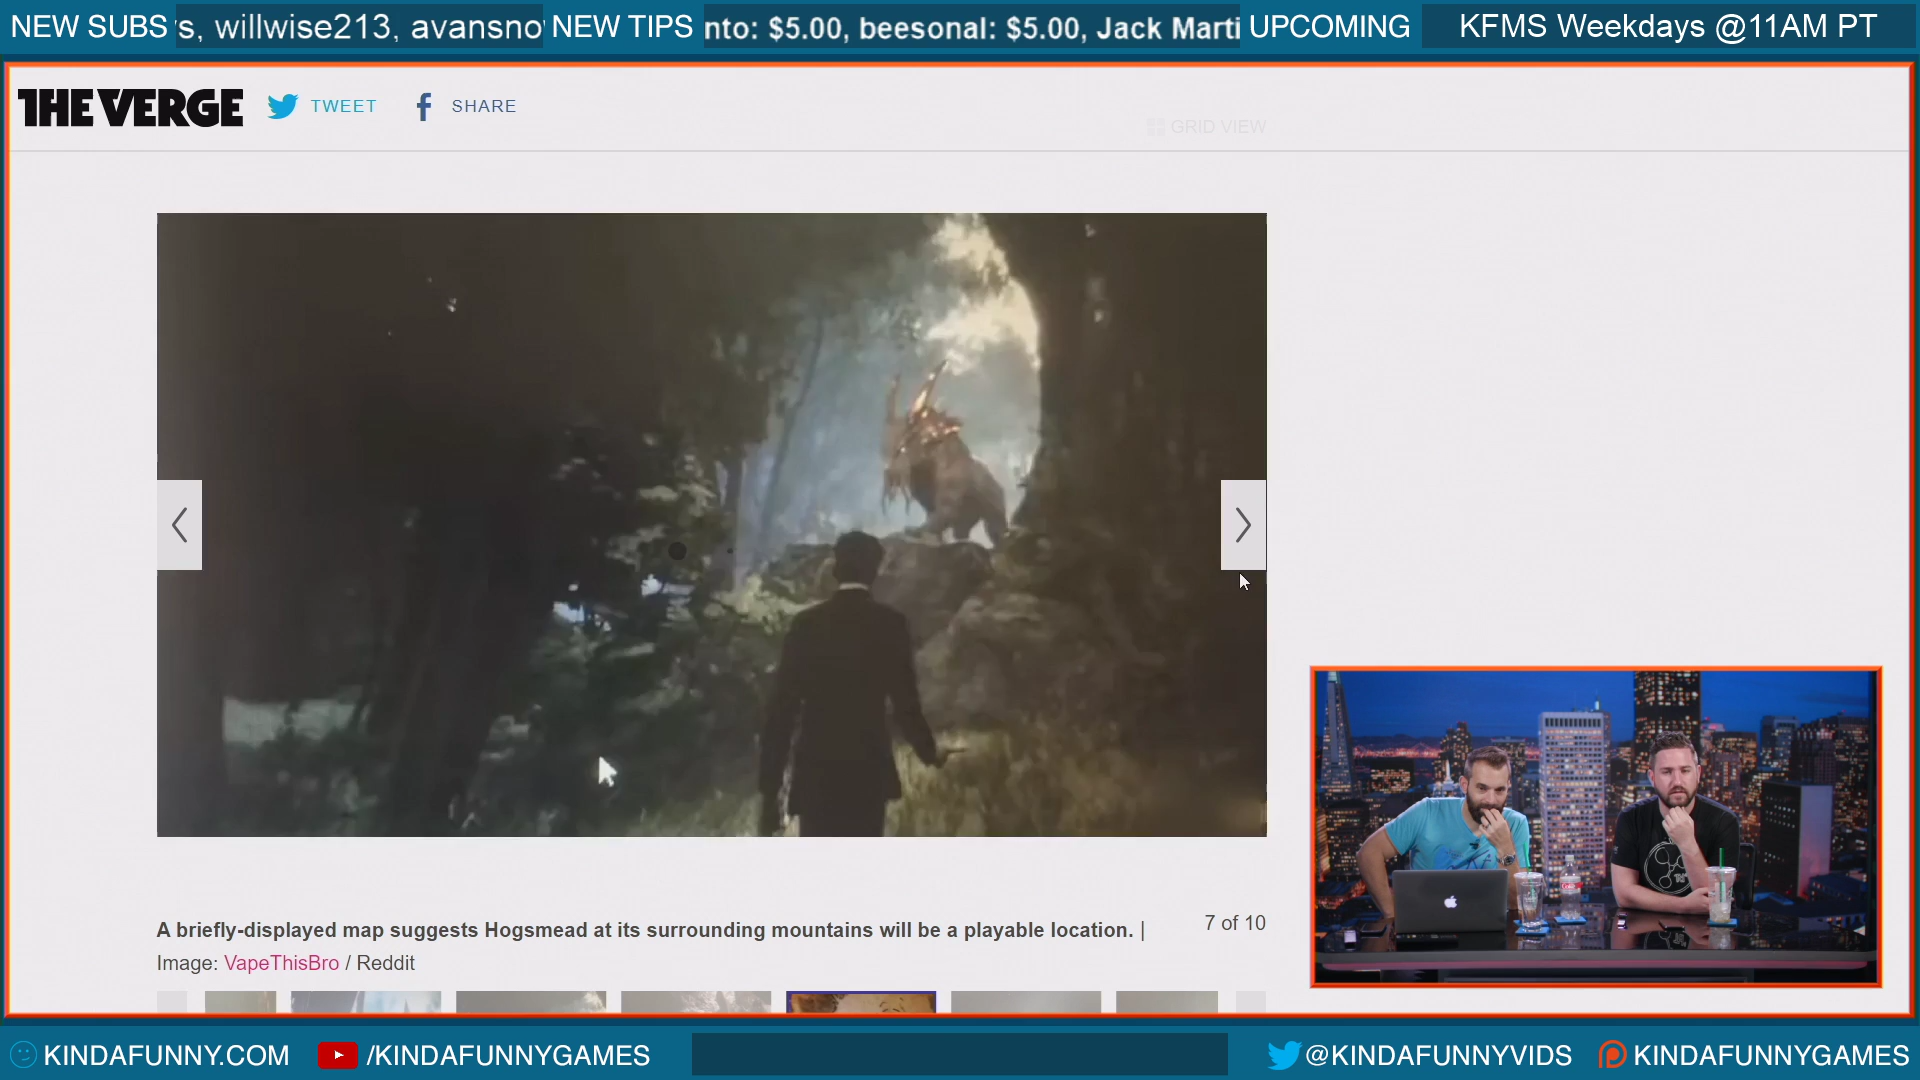 NEW SUBS s, willwise213, avansno NEW TIPS nto: $5.00, beesonal: $5.00, Jack Marti UPCOMING KFMS Weekdays @11AM PT
THE VERGE TWEET SHARE
GRID VIEW
A briefly-displayed map suggests Hogsmead at its surrounding mountains will be a playable location. | 7 of 10
Image: VapeThisBro / Reddit
KINDAFUNNY.COM /KINDAFUNNYGAMES @KINDAFUNNYVIDS KINDAFUNNYGAMES